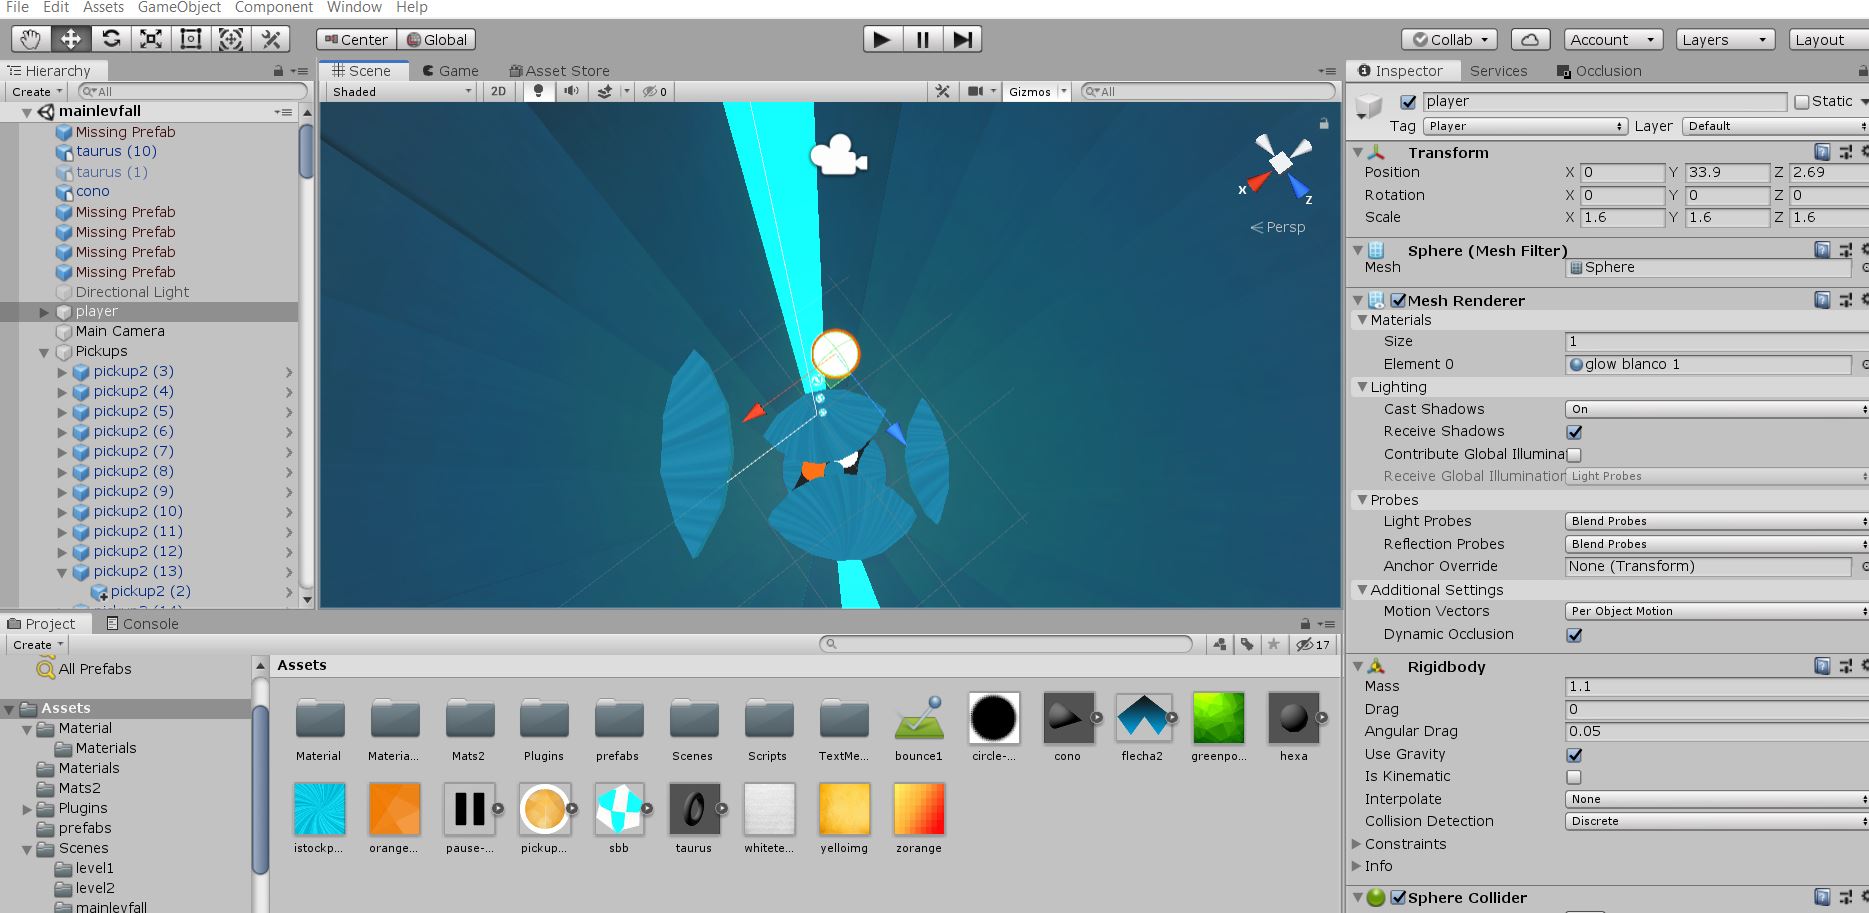 File Edit Assets GameObject Component Window Help
Center Global Collab Account Layers Layout
Hierarchy
Create All
mainlevfall
Missing Prefab
taurus (10)
taurus (1)
cono
Missing Prefab
Missing Prefab
Missing Prefab
Missing Prefab
Directional Light
player
Main Camera
Pickups
pickup2 (3)
pickup2 (4)
pickup2 (5)
pickup2 (6)
pickup2 (7)
pickup2 (8)
pickup2 (9)
pickup2 (10)
pickup2 (11)
pickup2 (12)
pickup2 (13)
pickup2 (2)
Scene Game Asset Store
Shaded 2D 0 Gizmos All
x
z
Persp
Inspector Services Occlusion
player Static
Tag Player Layer Default
Transform
Position X 0 Y 33.9 Z 2.69
Rotation X 0 Y 0 Z 0
Scale X 1.6 Y 1.6 Z 1.6
Sphere (Mesh Filter)
Mesh Sphere
Mesh Renderer
Materials
Size 1
Element 0 glow blanco 1
Lighting
Cast Shadows On
Receive Shadows
Contribute Global Illumina
Receive Global Illumination Light Probes
Probes
Light Probes Blend Probes
Reflection Probes Blend Probes
Anchor Override None (Transform)
Additional Settings
Motion Vectors Per Object Motion
Dynamic Occlusion
Rigidbody
Mass 1.1
Drag 0
Angular Drag 0.05
Use Gravity
Is Kinematic
Interpolate None
Collision Detection Discrete
Constraints
Info
Sphere Collider
Project Console
Create 17
All Prefabs
Assets
Material
Materials
Materials
Mats2
Plugins
prefabs
Scenes
level1
level2
mainlevfall
Assets
Material Materia... Mats2 Plugins prefabs Scenes Scripts TextMe... bounce1 circle-... cono flecha2 greenpo... hexa
istockp... orange... pause-... pickup... sbb taurus whitete... yelloimg zorange